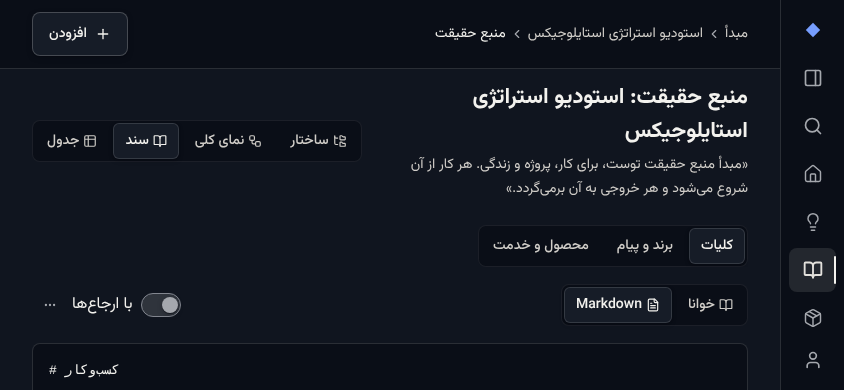 مبدأ › استودیو استراتژی استایلوجیکس › منبع حقیقت
+ افزودن
منبع حقیقت: استودیو استراتژی
استایلوجیکس
«مبدأ منبع حقیقت توست، برای کار، پروژه و زندگی. هر کار از آن
شروع می‌شود و هر خروجی به آن برمی‌گردد.»
ساختار
نمای کلی
سند
جدول
کلیات
برند و پیام
محصول و خدمت
خوانا
Markdown
با ارجاع‌ها
# کسب‌وکار